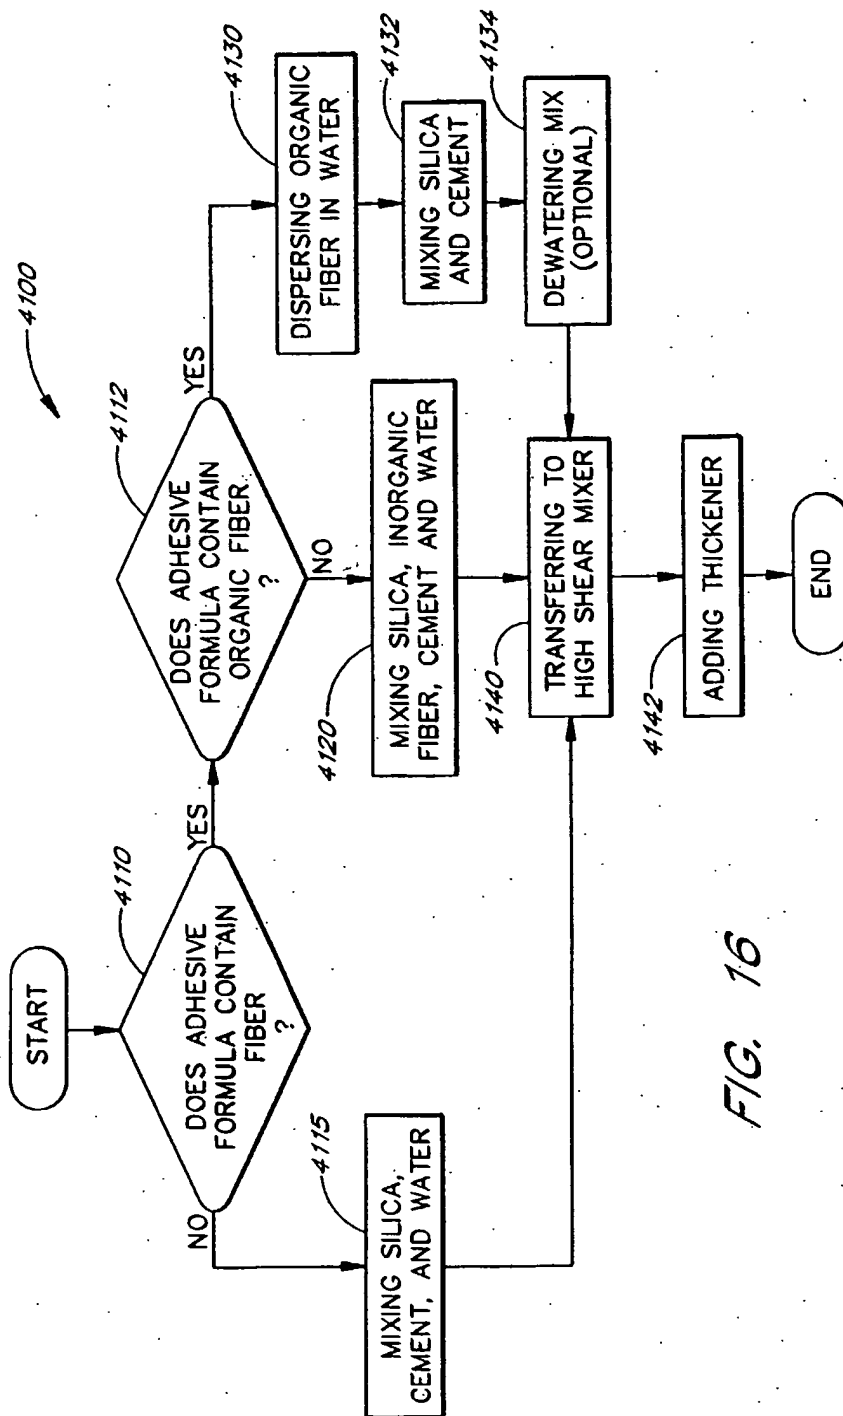 4100
START
4110
DOES ADHESIVE
FORMULA CONTAIN
FIBER
?
NO
YES
4112
DOES ADHESIVE
FORMULA CONTAIN
ORGANIC FIBER
?
YES
NO
4115
MIXING SILICA,
CEMENT, AND WATER
4120
MIXING SILICA, INORGANIC
FIBER, CEMENT AND WATER
4130
DISPERSING ORGANIC
FIBER IN WATER
4132
MIXING SILICA
AND CEMENT
4134
DEWATERING MIX
(OPTIONAL)
4140
TRANSFERRING TO
HIGH SHEAR MIXER
4142
ADDING THICKENER
END
FIG. 16